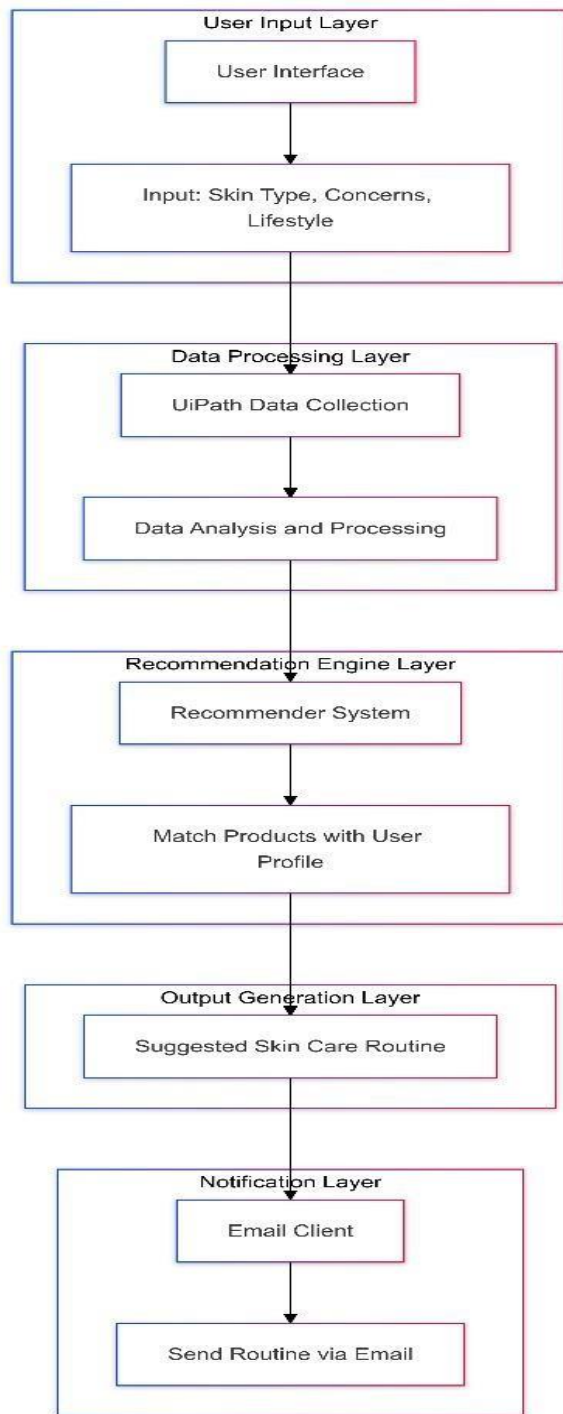 User Input Layer
User Interface
Input: Skin Type, Concerns,
Lifestyle
Data Processing Layer
UiPath Data Collection
Data Analysis and Processing
Recommendation Engine Layer
Recommender System
Match Products with User
Profile
Output Generation Layer
Suggested Skin Care Routine
Notification Layer
Email Client
Send Routine via Email